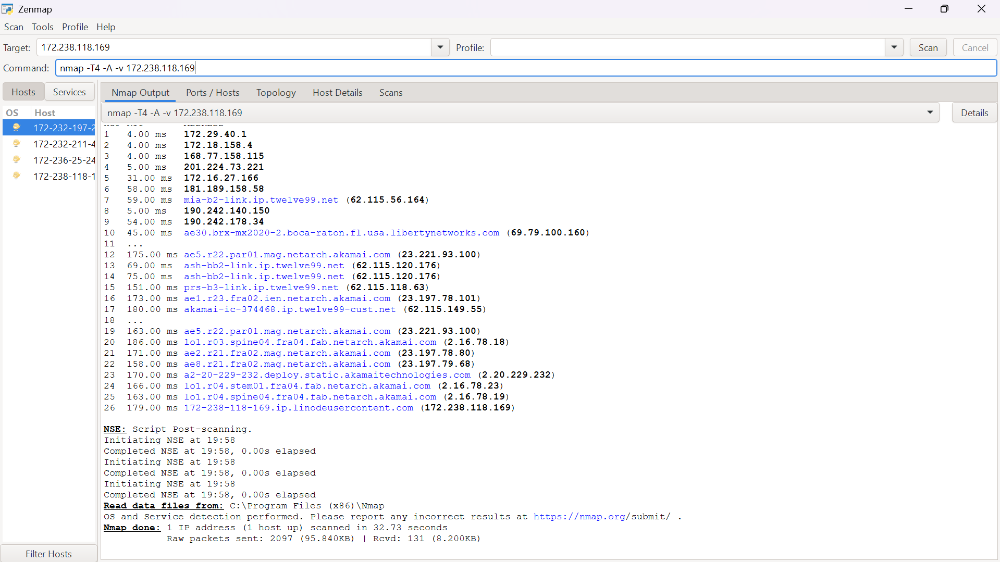 Zenmap
Scan Tools Profile Help
Target: 172.238.118.169 Profile: Scan Cancel
Command: nmap -T4 -A -v 172.238.118.169
Hosts Services
Nmap Output Ports / Hosts Topology Host Details Scans
OS Host
nmap -T4 -A -v 172.238.118.169 Details
172-232-197-2
172-232-211-4
172-236-25-24
172-238-118-1
1 4.00 ms 172.29.40.1
2 4.00 ms 172.18.158.4
3 4.00 ms 168.77.158.115
4 5.00 ms 201.224.73.221
5 31.00 ms 172.16.27.166
6 58.00 ms 181.189.158.58
7 59.00 ms mia-b2-link.ip.twelve99.net (62.115.56.164)
8 5.00 ms 190.242.140.150
9 54.00 ms 190.242.178.34
10 45.00 ms ae30.brx-mx2020-2.boca-raton.fl.usa.libertynetworks.com (69.79.100.160)
11 ...
12 175.00 ms ae5.r22.par01.mag.netarch.akamai.com (23.221.93.100)
13 69.00 ms ash-bb2-link.ip.twelve99.net (62.115.120.176)
14 75.00 ms ash-bb2-link.ip.twelve99.net (62.115.120.176)
15 151.00 ms prs-b3-link.ip.twelve99.net (62.115.118.63)
16 173.00 ms ae1.r23.fra02.ien.netarch.akamai.com (23.197.78.101)
17 180.00 ms akamai-ic-374468.ip.twelve99-cust.net (62.115.149.55)
18 ...
19 163.00 ms ae5.r22.par01.mag.netarch.akamai.com (23.221.93.100)
20 186.00 ms lo1.r03.spine04.fra04.fab.netarch.akamai.com (2.16.78.18)
21 171.00 ms ae2.r21.fra02.mag.netarch.akamai.com (23.197.78.80)
22 158.00 ms ae8.r21.fra02.mag.netarch.akamai.com (23.197.79.68)
23 170.00 ms a2-20-229-232.deploy.static.akamaitechnologies.com (2.20.229.232)
24 166.00 ms lo1.r04.stem01.fra04.fab.netarch.akamai.com (2.16.78.23)
25 163.00 ms lo1.r04.spine04.fra04.fab.netarch.akamai.com (2.16.78.19)
26 179.00 ms 172-238-118-169.ip.linodeusercontent.com (172.238.118.169)
NSE: Script Post-scanning.
Initiating NSE at 19:58
Completed NSE at 19:58, 0.00s elapsed
Initiating NSE at 19:58
Completed NSE at 19:58, 0.00s elapsed
Initiating NSE at 19:58
Completed NSE at 19:58, 0.00s elapsed
Read data files from: C:\Program Files (x86)\Nmap
OS and Service detection performed. Please report any incorrect results at https://nmap.org/submit/ .
Nmap done: 1 IP address (1 host up) scanned in 32.73 seconds
Raw packets sent: 2097 (95.840KB) | Rcvd: 131 (8.200KB)
Filter Hosts